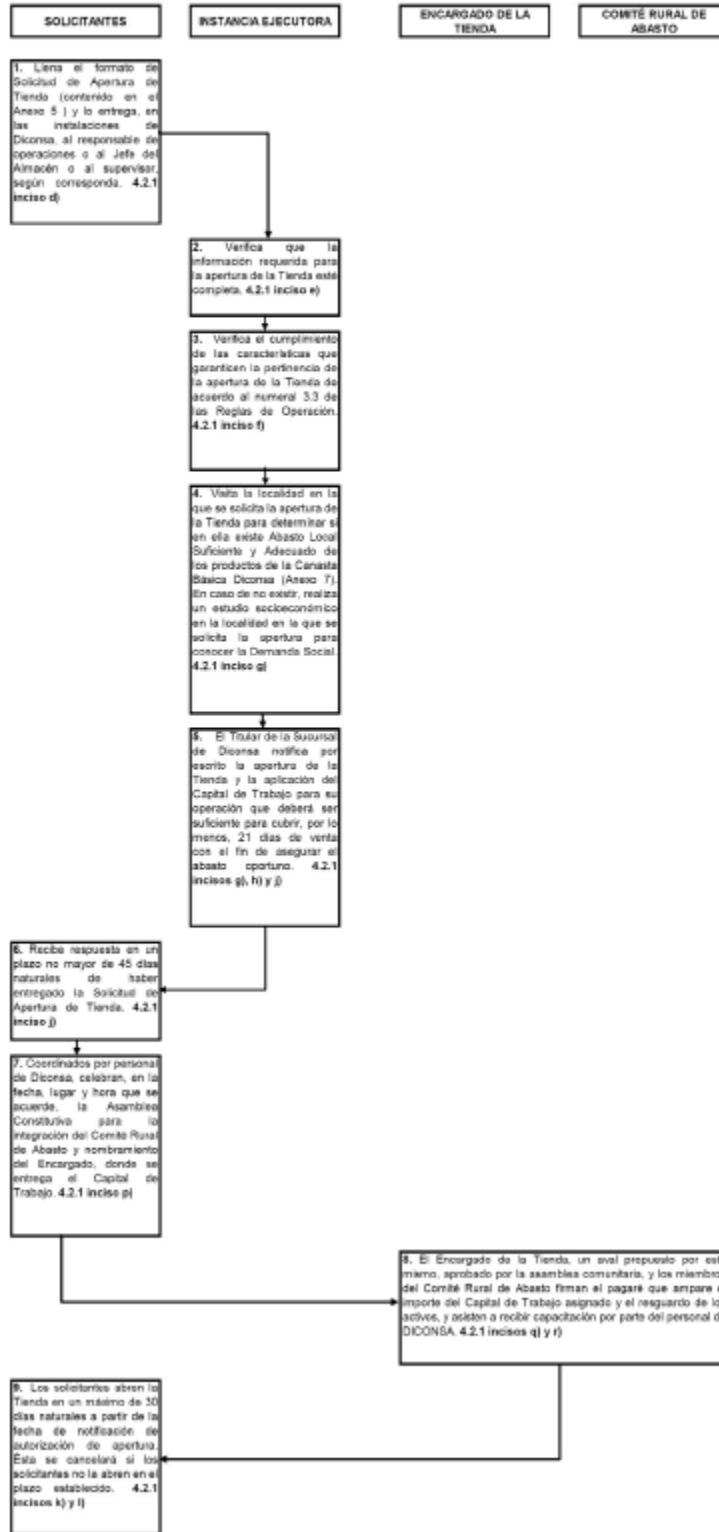 SOLICITANTES
INSTANCIA EJECUTORA
ENCARGADO DE LA
TIENDA
COMITÉ RURAL DE
ABASTO
1. Llena el formato de
Solicitud de Apertura de
Tienda (contenido en el
Anexo 5 ) y lo entrega, en
las instalaciones de
Diconsa, al responsable de
operaciones o al Jefe del
Almacén o al supervisor,
según corresponda. 4.2.1
inciso d)
2. Verifica que la
información requerida para
la apertura de la Tienda esté
completa. 4.2.1 inciso e)
3. Verifica el cumplimiento
de las características que
garanticen la pertinencia de
la apertura de la Tienda de
acuerdo al numeral 3.3 de
las Reglas de Operación.
4.2.1 inciso f)
4. Visita la localidad en la
que se solicita la apertura de
la Tienda para determinar si
en ella existe Abasto Local
Suficiente y Adecuado de
los productos de la Canasta
Básica Diconsa (Anexo 7).
En caso de no existir, realiza
un estudio socioeconómico
en la localidad en la que se
solicita la apertura para
conocer la Demanda Social.
4.2.1 inciso g)
5. El Titular de la Sucursal
de Diconsa notifica por
escrito la apertura de la
Tienda y la aplicación del
Capital de Trabajo para su
operación que deberá ser
suficiente para cubrir, por lo
menos, 21 días de venta
con el fin de asegurar el
abasto oportuno. 4.2.1
incisos g), h) y j)
6. Recibe respuesta en un
plazo no mayor de 45 días
naturales de haber
entregado la Solicitud de
Apertura de Tienda. 4.2.1
inciso j)
7. Coordinados por personal
de Diconsa, celebran, en la
fecha, lugar y hora que se
acuerde, la Asamblea
Constitutiva para la
integración del Comité Rural
de Abasto y nombramiento
del Encargado, donde se
entrega el Capital de
Trabajo. 4.2.1 inciso p)
8. El Encargado de la Tienda, un aval propuesto por est
mismo, aprobado por la asamblea comunitaria, y los miembro
del Comité Rural de Abasto firman el pagaré que ampare e
importe del Capital de Trabajo asignado y el resguardo de lo
activos, y asisten a recibir capacitación por parte del personal d
DICONSA. 4.2.1 incisos q) y r)
9. Los solicitantes abren la
Tienda en un máximo de 30
días naturales a partir de la
fecha de notificación de
autorización de apertura.
Ésta se cancelará si los
solicitantes no la abren en el
plazo establecido. 4.2.1
incisos k) y l)